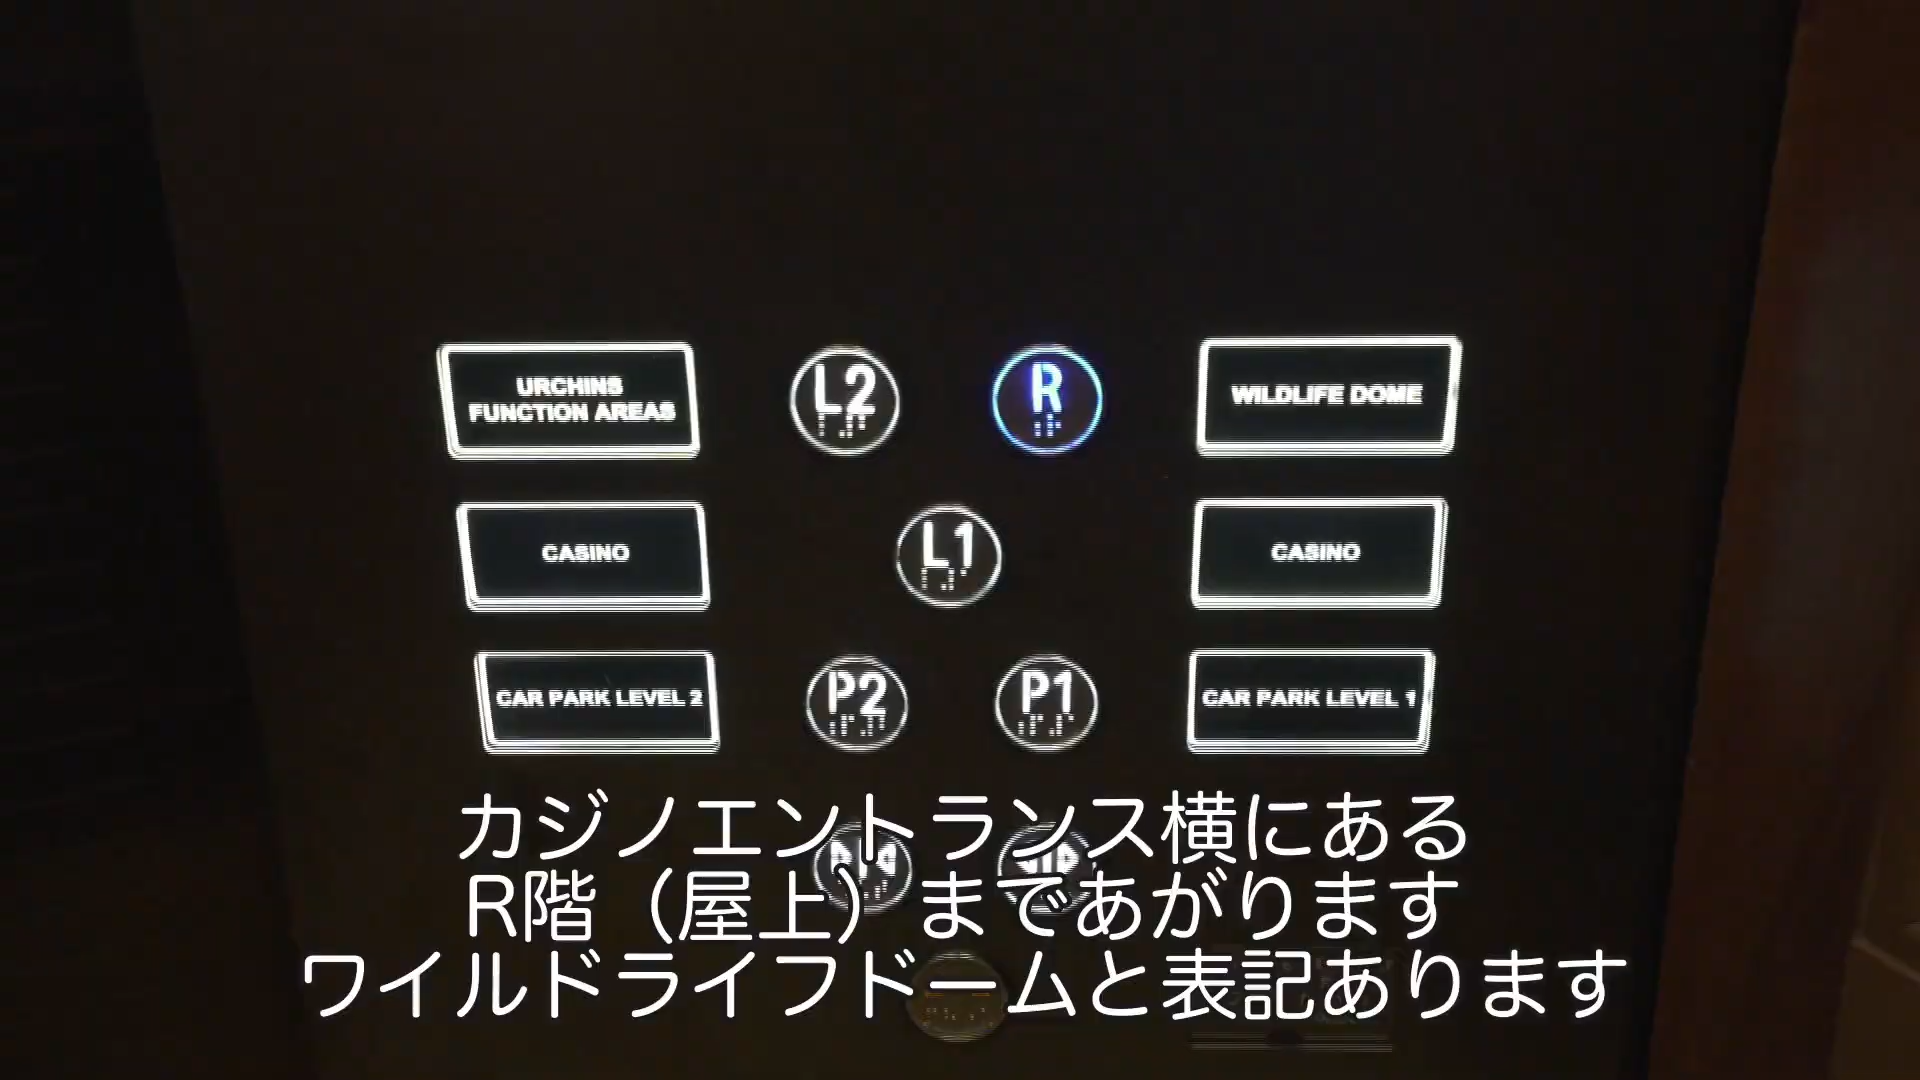 URCHINS
FUNCTION AREAS
L2
R
WILDLIFE DOME
CASINO
L1
CASINO
CAR PARK LEVEL 2
P2
P1
CAR PARK LEVEL 1
カジノエントランス横にある
R階（屋上）まであがります
ワイルドライフドームと表記あります